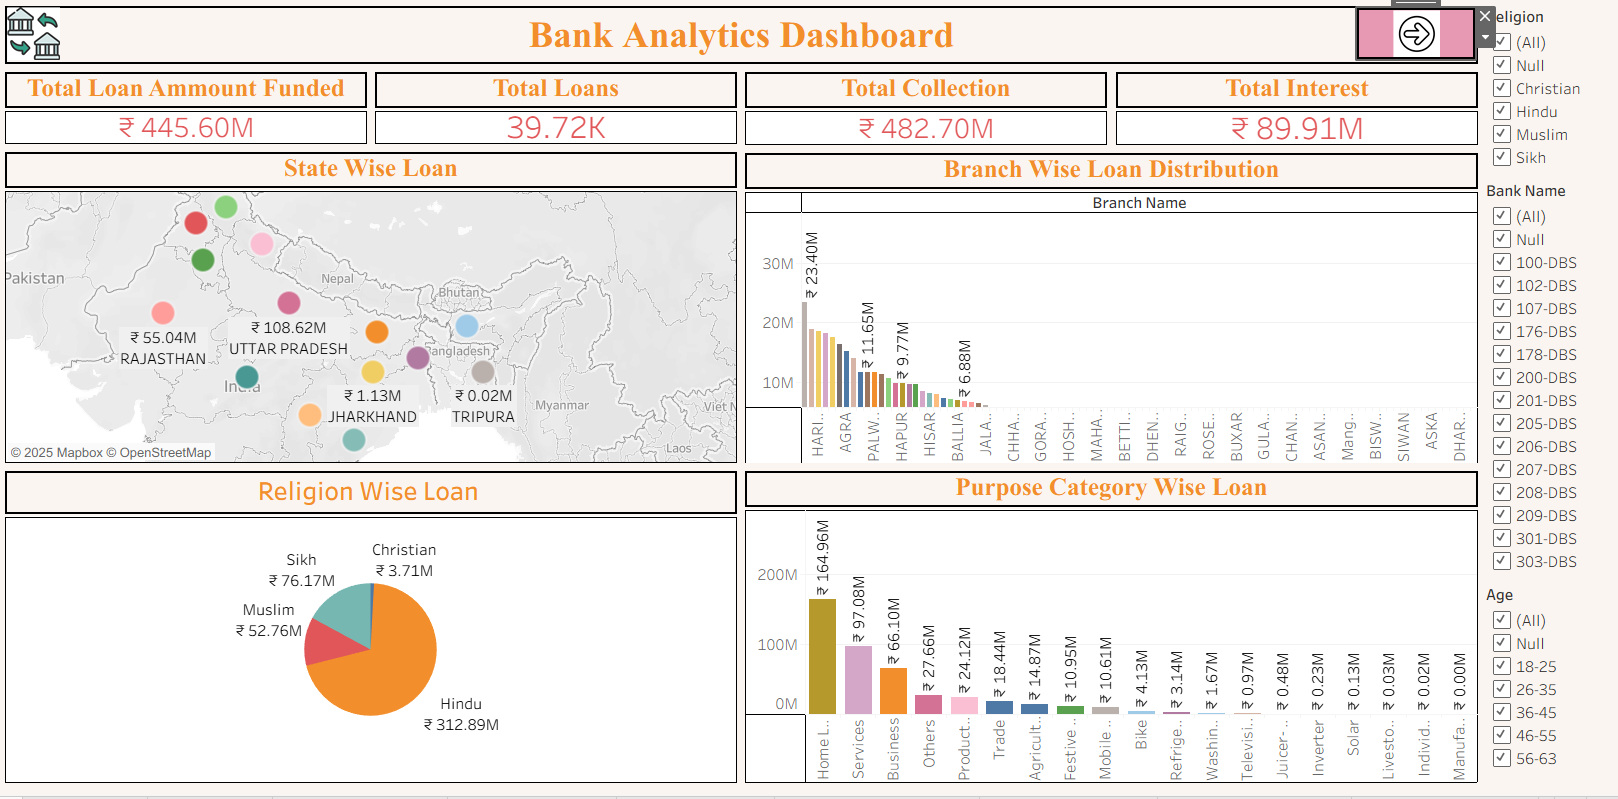 Bank Analytics Dashboard
Total Loan Ammount Funded
₹ 445.60M
Total Loans
39.72K
Total Collection
₹ 482.70M
Total Interest
₹ 89.91M
State Wise Loan
Pakistan
Nepal
Bhutan
Bangladesh
India
Myanmar
Viet N
Laos
₹ 55.04M
RAJASTHAN
₹ 108.62M
UTTAR PRADESH
₹ 1.13M
JHARKHAND
₹ 0.02M
TRIPURA
© 2025 Mapbox © OpenStreetMap
Branch Wise Loan Distribution
Branch Name
30M
20M
10M
₹ 23.40M
₹ 11.65M
₹ 9.77M
₹ 6.88M
HARI..
AGRA
PALW..
HAPUR
HISAR
BALLIA
JALA..
CHHA..
GORA..
HOSH..
MAHA..
BETTI..
DHEN..
RAIG..
ROSE..
BUXAR
GULA..
CHAN..
ASAN..
Mang..
BISW..
SIWAN
ASKA
DHAR..
Religion Wise Loan
Christian
₹ 3.71M
Sikh
₹ 76.17M
Muslim
₹ 52.76M
Hindu
₹ 312.89M
Purpose Category Wise Loan
200M
100M
0M
₹ 164.96M
₹ 97.08M
₹ 66.10M
₹ 27.66M
₹ 24.12M
₹ 18.44M
₹ 14.87M
₹ 10.95M
₹ 10.61M
₹ 4.13M
₹ 3.14M
₹ 1.67M
₹ 0.97M
₹ 0.48M
₹ 0.23M
₹ 0.13M
₹ 0.03M
₹ 0.02M
₹ 0.00M
Home L..
Services
Business
Others
Product..
Trade
Agricult..
Festive ..
Mobile ..
Bike
Refrige..
Washin..
Televisi..
Juicer- ..
Inverter
Solar
Livesto..
Individ..
Manufa..
eligion
(All)
Null
Christian
Hindu
Muslim
Sikh
Bank Name
(All)
Null
100-DBS
102-DBS
107-DBS
176-DBS
178-DBS
200-DBS
201-DBS
205-DBS
206-DBS
207-DBS
208-DBS
209-DBS
301-DBS
303-DBS
Age
(All)
Null
18-25
26-35
36-45
46-55
56-63